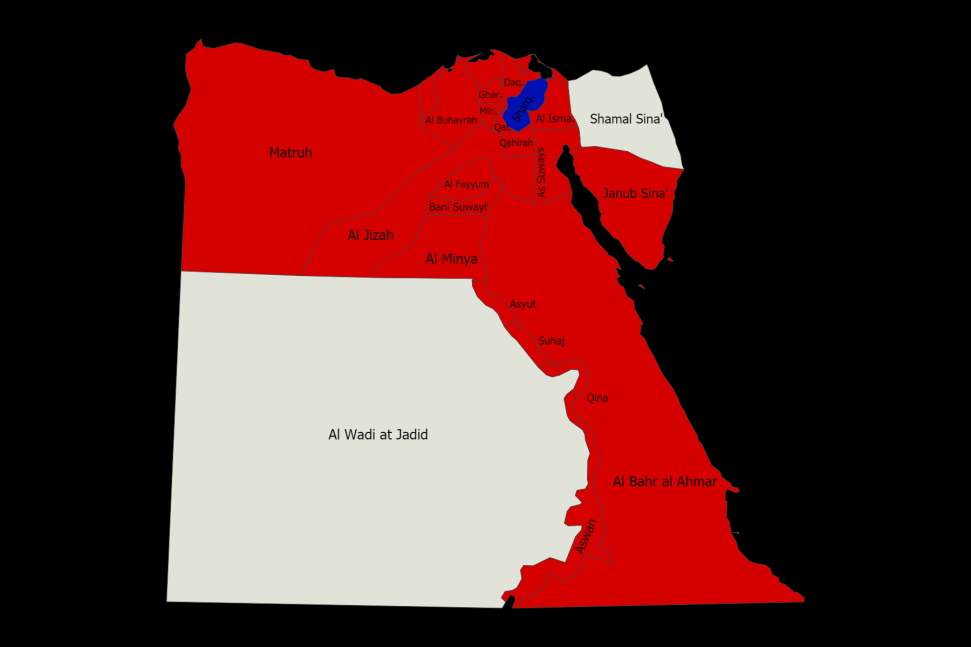 Daq.
Ghar.
Min.
Al Buhayrah
Sharq.
Al Isma.
Shamal Sina'
Qal.
Qahirah
Matruh
As Suways
Al Fayyum
Janub Sina'
Bani Suwayf
Al Jizah
Al Minya
Asyut
Suhaj
Qina
Al Wadi at Jadid
Al Bahr al Ahmar
Aswan